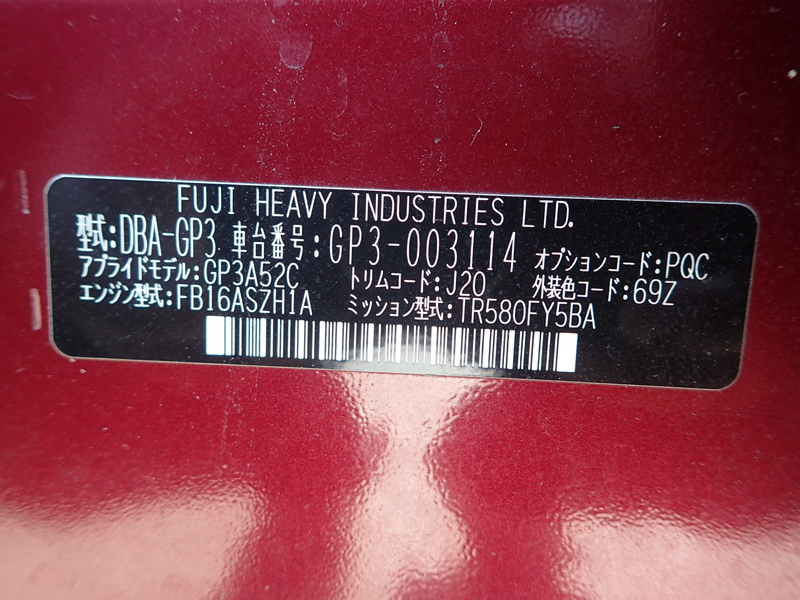 FUJI HEAVY INDUSTRIES LTD.
型式:DBA-GP3 車台番号:GP3-003114 オプションコード:PQC
アプライドモデル:GP3A52C トリムコード:J20 外装色コード:69Z
エンジン型式:FB16ASZH1A ミッション型式:TR580FY5BA